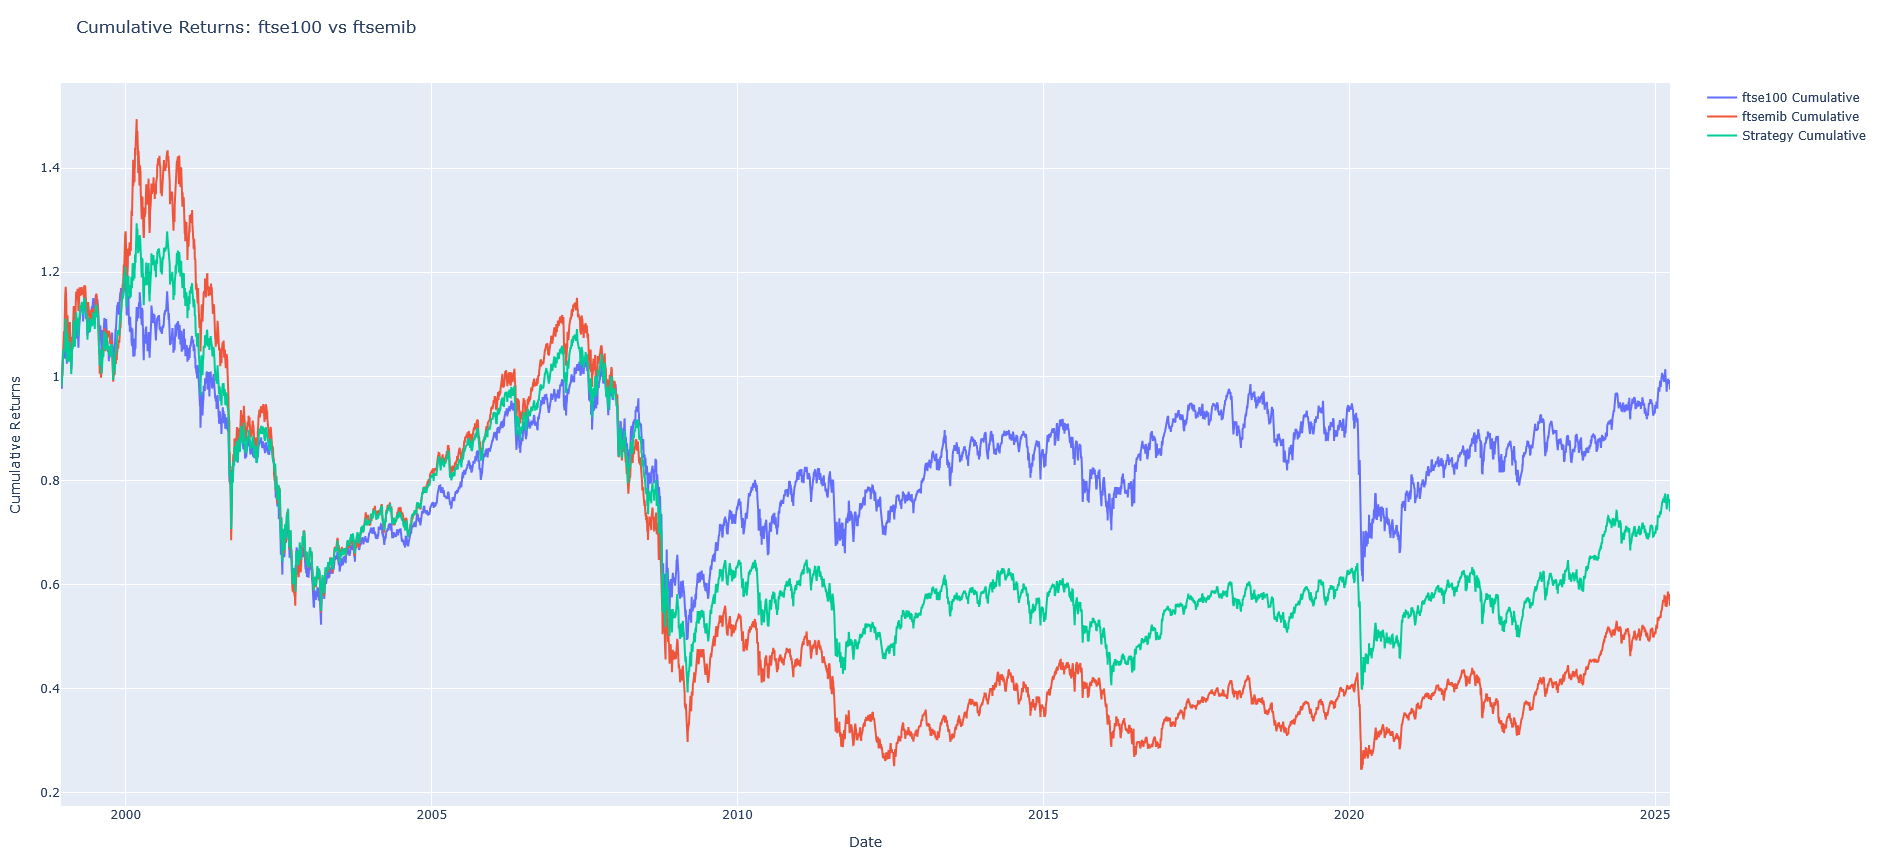 Cumulative Returns: ftse100 vs ftsemib
ftse100 Cumulative
ftsemib Cumulative
Strategy Cumulative
Cumulative Returns
1.4
1.2
1
0.8
0.6
0.4
0.2
2000
2005
2010
2015
2020
2025
Date